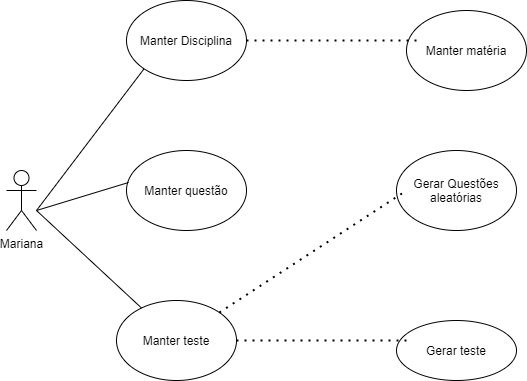 Manter Disciplina
Manter matéria
Manter questão
Gerar Questões
aleatórias
Mariana
Manter teste
Gerar teste